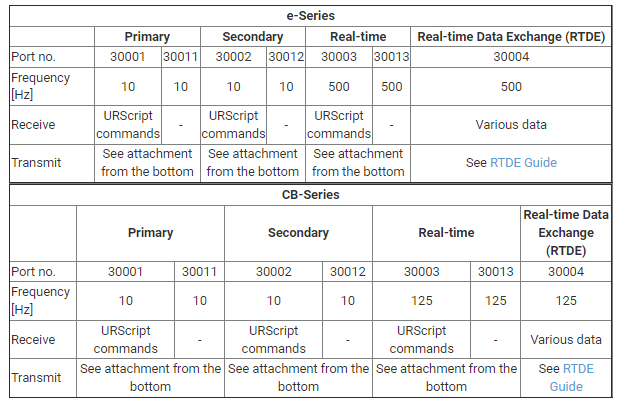 e-Series
Primary Secondary Real-time Real-time Data Exchange (RTDE)
Port no. 30001 30011 30002 30012 30003 30013 30004
Frequency
[Hz] 10 10 10 10 500 500 500
Receive URScript
commands - URScript
commands - URScript
commands - Various data
Transmit See attachment
from the bottom See attachment
from the bottom See attachment
from the bottom See RTDE Guide
CB-Series
Primary Secondary Real-time Real-time Data
Exchange
(RTDE)
Port no. 30001 30011 30002 30012 30003 30013 30004
Frequency
[Hz] 10 10 10 10 125 125 125
Receive URScript
commands - URScript
commands - URScript
commands - Various data
Transmit See attachment from the
bottom See attachment from the
bottom See attachment from the
bottom See RTDE
Guide